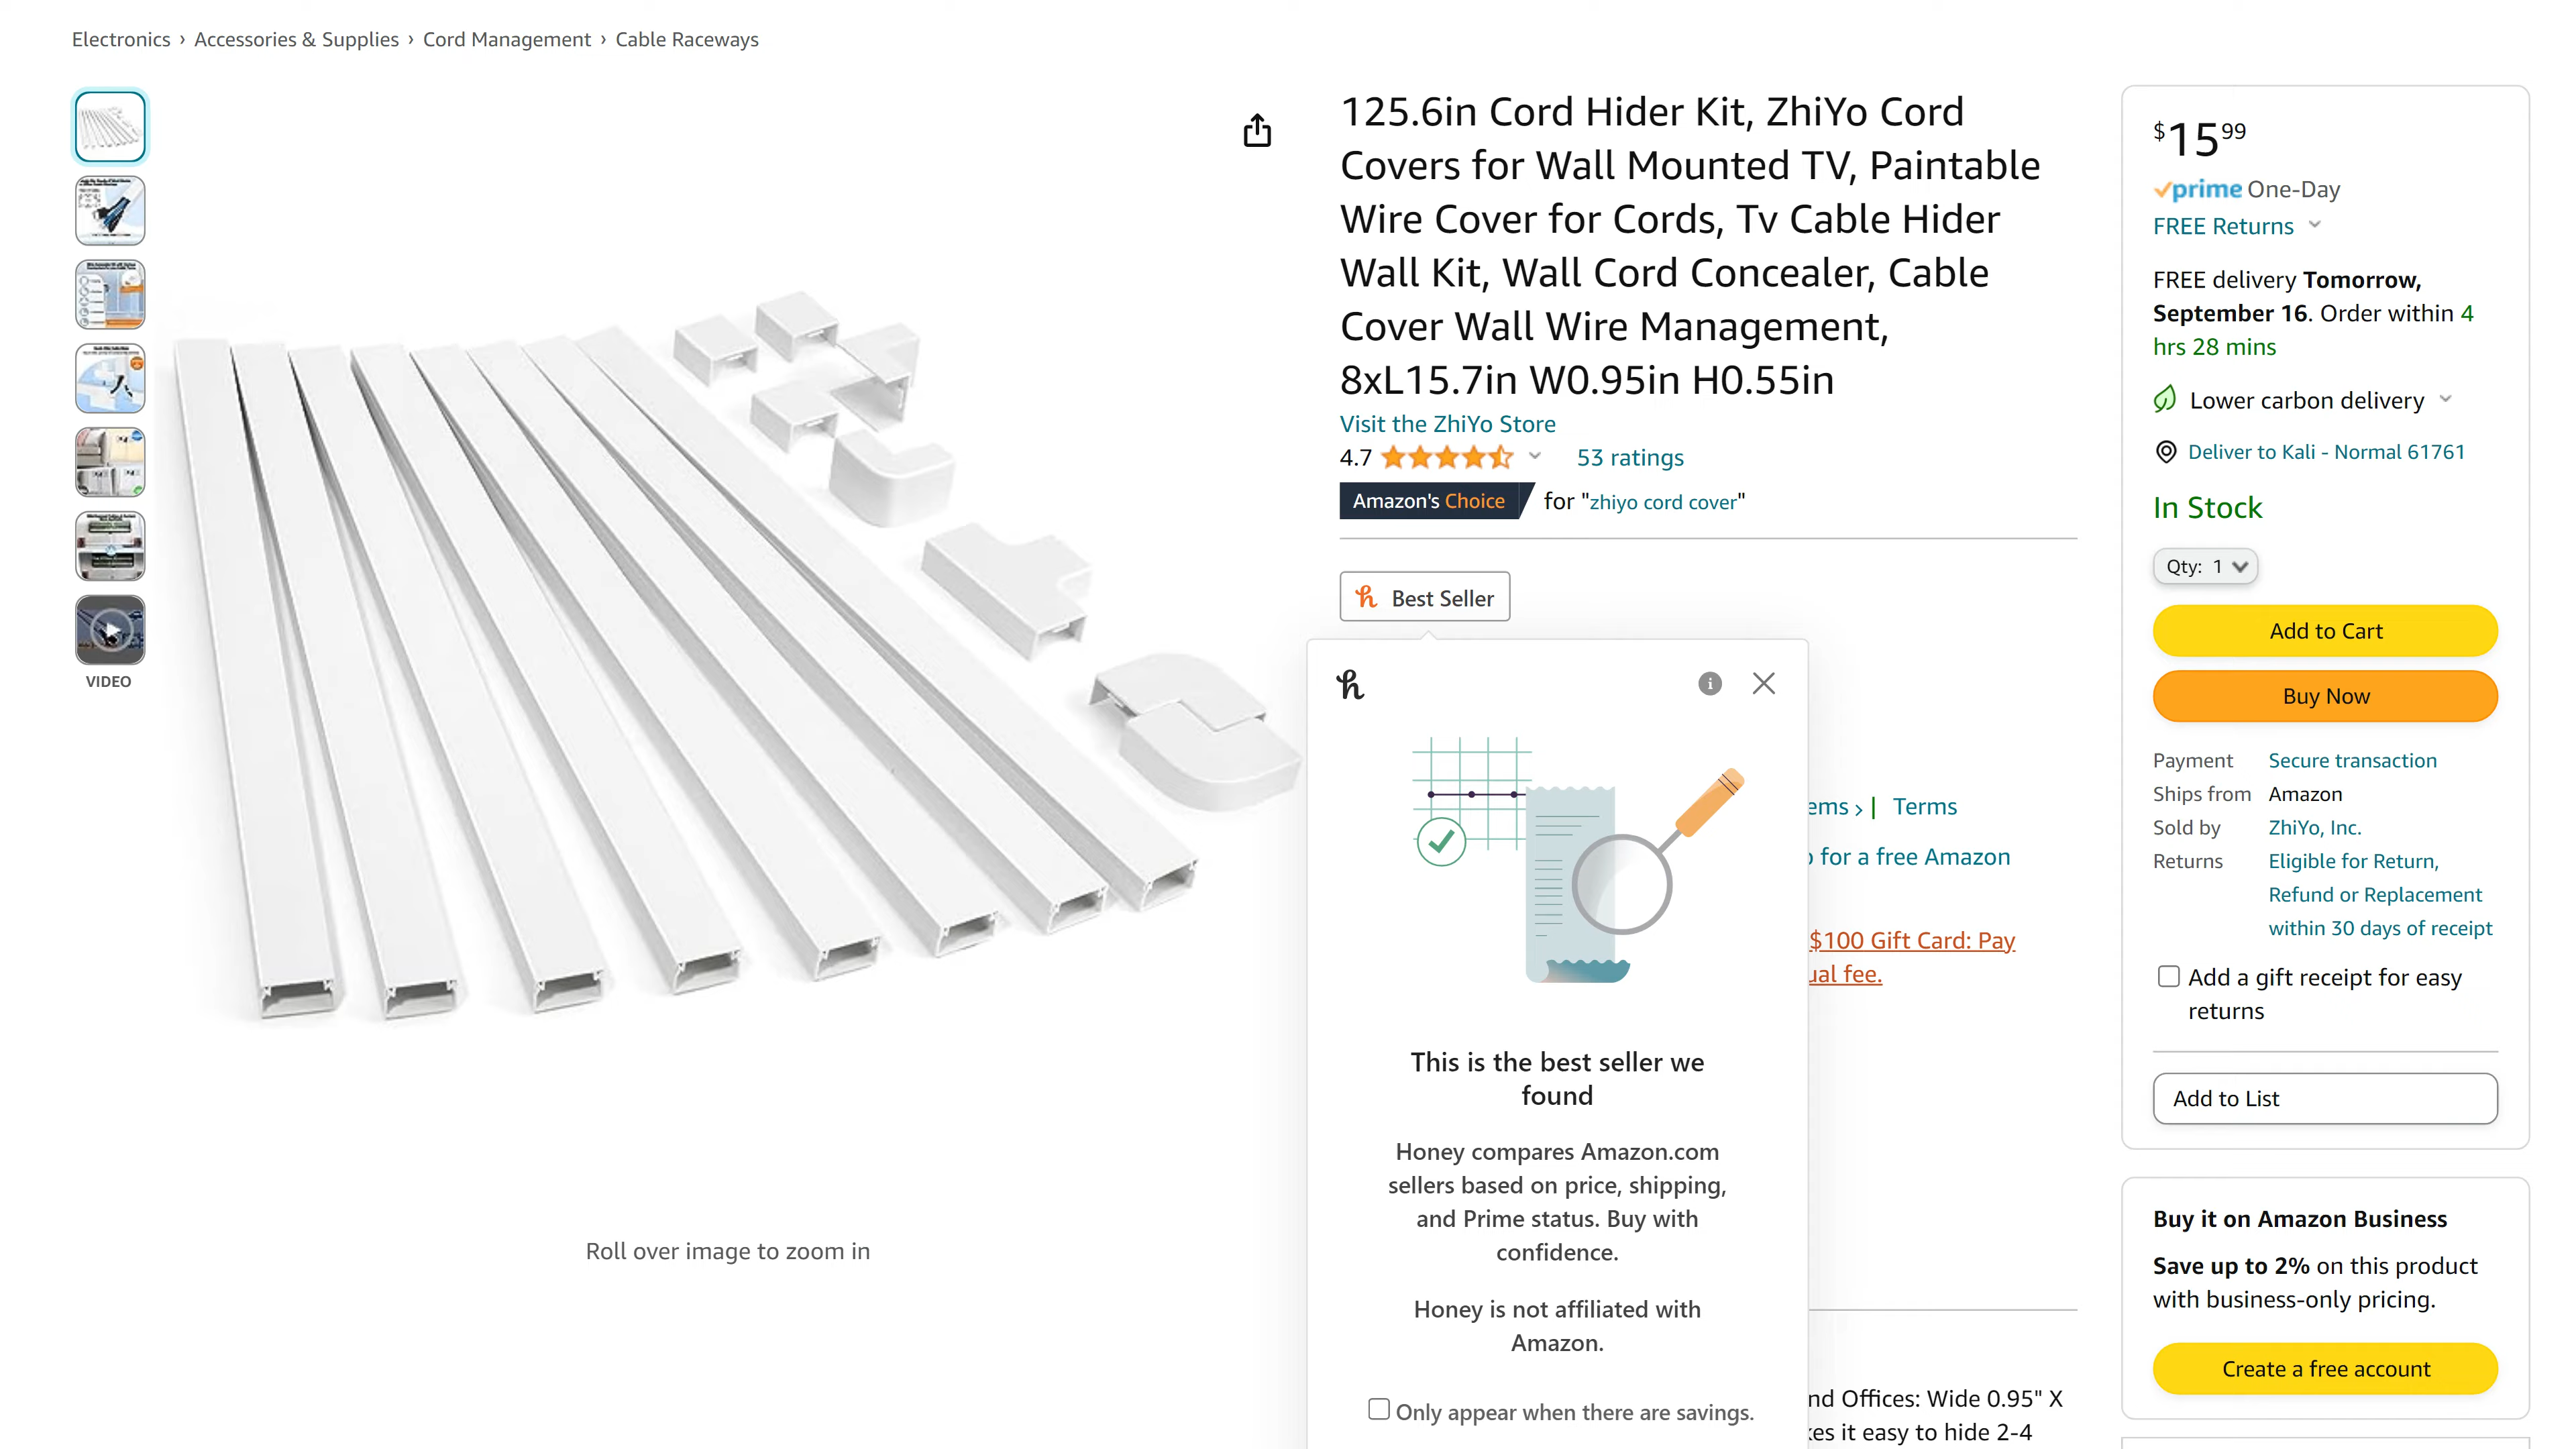 Electronics › Accessories & Supplies › Cord Management › Cable Raceways
VIDEO
Roll over image to zoom in
125.6in Cord Hider Kit, ZhiYo Cord
Covers for Wall Mounted TV, Paintable
Wire Cover for Cords, Tv Cable Hider
Wall Kit, Wall Cord Concealer, Cable
Cover Wall Wire Management,
8xL15.7in W0.95in H0.55in
Visit the ZhiYo Store
4.7 53 ratings
Amazon's Choice for "zhiyo cord cover"
Best Seller
This is the best seller we
found
Honey compares Amazon.com
sellers based on price, shipping,
and Prime status. Buy with
confidence.
Honey is not affiliated with
Amazon.
Only appear when there are savings.
ems › | Terms
for a free Amazon
$100 Gift Card: Pay
ual fee.
nd Offices: Wide 0.95" X
es it easy to hide 2-4
$15 99
prime One-Day
FREE Returns
FREE delivery Tomorrow,
September 16. Order within 4
hrs 28 mins
Lower carbon delivery
Deliver to Kali - Normal 61761
In Stock
Qty: 1
Add to Cart
Buy Now
Payment Secure transaction
Ships from Amazon
Sold by ZhiYo, Inc.
Returns Eligible for Return,
Refund or Replacement
within 30 days of receipt
Add a gift receipt for easy
returns
Add to List
Buy it on Amazon Business
Save up to 2% on this product
with business-only pricing.
Create a free account